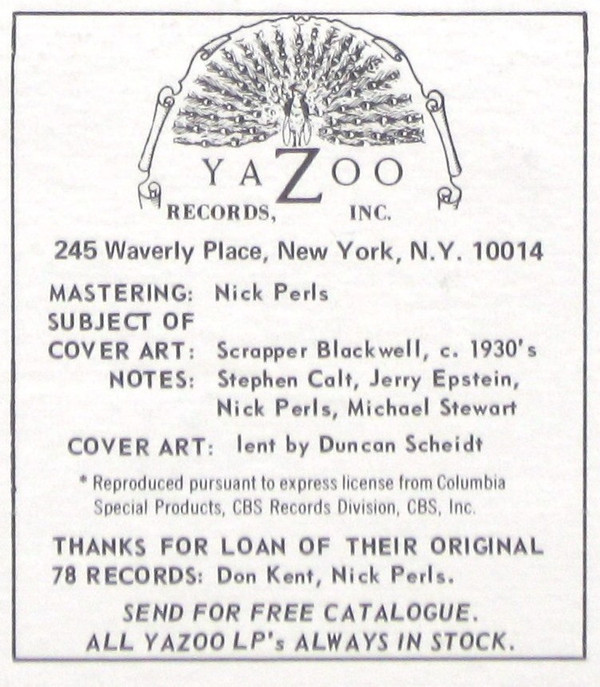 YAZOO
RECORDS, INC.
245 Waverly Place, New York, N.Y. 10014
MASTERING: Nick Perls
SUBJECT OF
COVER ART: Scrapper Blackwell, c. 1930's
NOTES: Stephen Calt, Jerry Epstein,
Nick Perls, Michael Stewart
COVER ART: lent by Duncan Scheidt
* Reproduced pursuant to express license from Columbia
Special Products, CBS Records Division, CBS, Inc.
THANKS FOR LOAN OF THEIR ORIGINAL
78 RECORDS: Don Kent, Nick Perls.
SEND FOR FREE CATALOGUE.
ALL YAZOO LP's ALWAYS IN STOCK.